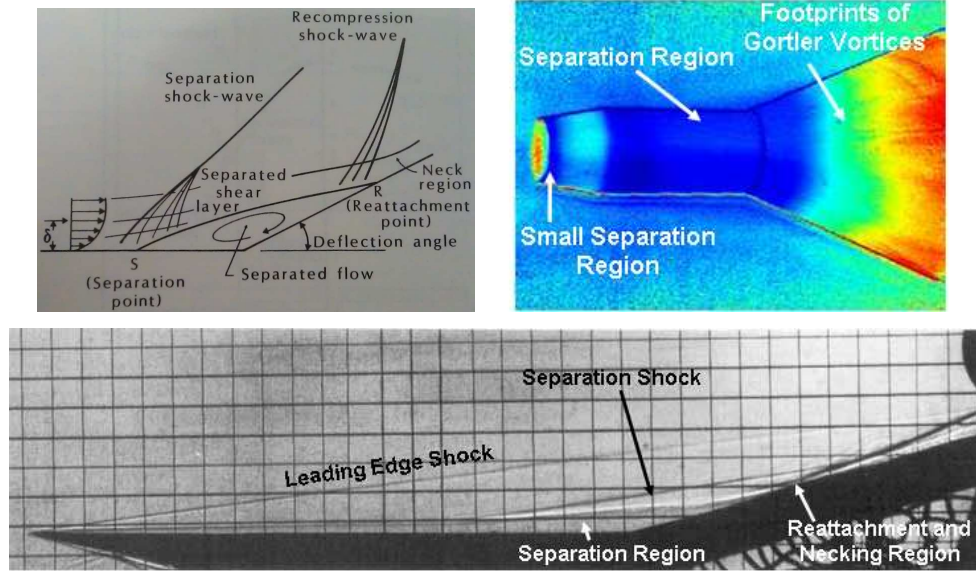 Recompression
shock-wave
Separation
shock-wave
Separated
shear
layer
Neck
region
R
(Reattachment
point)
δ
Deflection angle
S
(Separation
point)
Separated flow
Footprints of
Gortler Vortices
Separation Region
Small Separation
Region
Separation Shock
Leading Edge Shock
Separation Region
Reattachment and
Necking Region